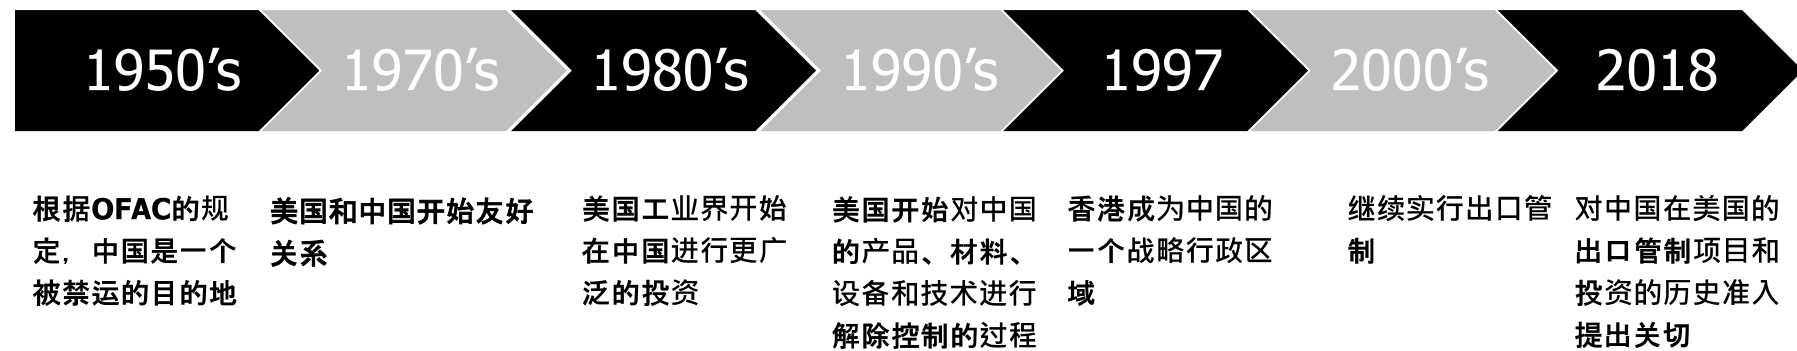 1950’s
1970’s
1980’s
1990’s
1997
2000’s
2018
根据OFAC的规
定，中国是一个
被禁运的目的地
美国和中国开始友好
关系
美国工业界开始
在中国进行更广
泛的投资
美国开始对中国
的产品、材料、
设备和技术进行
解除控制的过程
香港成为中国的
一个战略行政区
域
继续实行出口管
制
对中国在美国的
出口管制项目和
投资的历史准入
提出关切